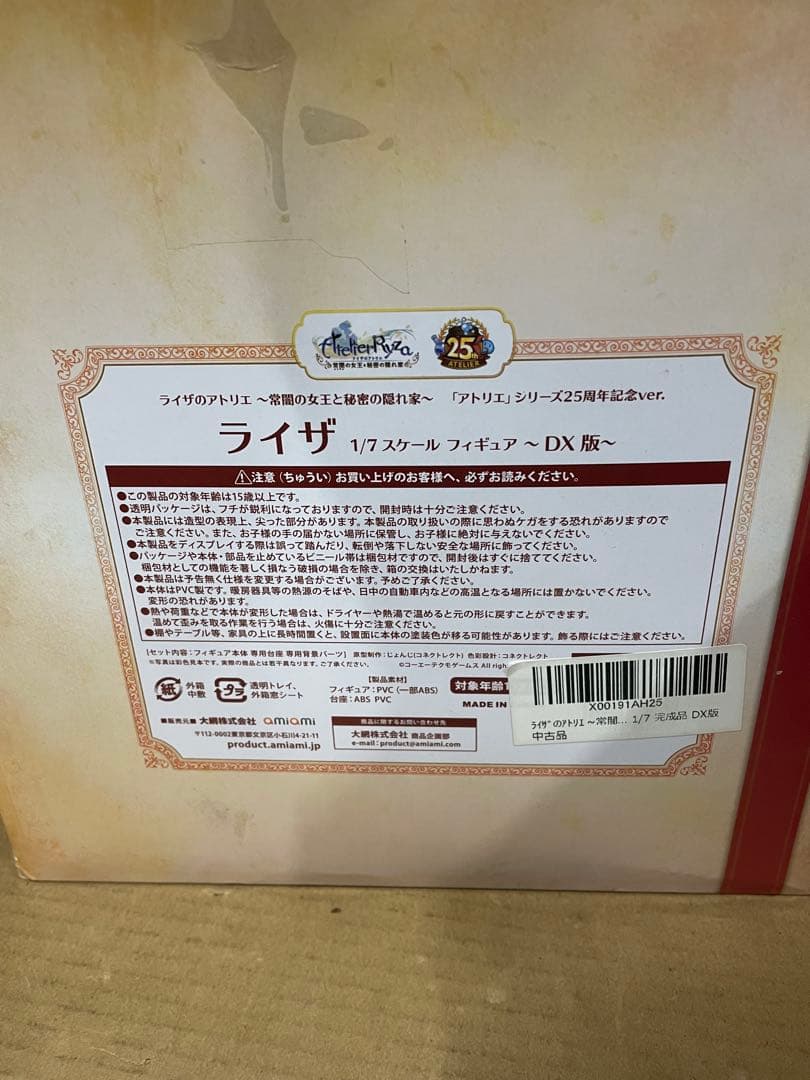 Atelier Ryza
常闇の女王と秘密の隠れ家
25th
ATELIER
ライザのアトリエ ～常闇の女王と秘密の隠れ家～ 「アトリエ」シリーズ25周年記念ver.
ライザ 1/7 スケール フィギュア ～ DX 版～
⚠注意（ちゅうい）お買い上げのお客様へ、必ずお読みください。
●この製品の対象年齢は15歳以上です。
●透明パッケージは、フチが鋭利になっておりますので、開封時は十分ご注意ください。
●本製品には造型の表現上、尖った部分があります。本製品の取り扱いの際に思わぬケガをする恐れがありますので
ご注意ください。また、お子様の手の届かない場所に保管し、お子様に絶対に与えないでください。
●本製品をディスプレイする際は誤って踏んだり、転倒や落下しない安全な場所に飾ってください。
●パッケージや本体・部品を止めているビニール帯は梱包材ですので、開封後はすぐに捨ててください。
梱包材としての機能を著しく損なう破損の場合を除き、箱の交換はいたしかねます。
●本製品は予告無く仕様を変更する場合がございます。予めご了承ください。
●本体はPVC製です。暖房器具等の熱源のそばや、日中の自動車内などの高温となる場所には置かないでください。
変形の恐れがあります。
●熱や荷重などで本体が変形した場合は、ドライヤーや熱湯で温めると元の形に戻すことができます。
温めて歪みを取る作業を行う場合は、火傷に十分ご注意ください。
●棚やテーブル等、家具の上に長時間置くと、設置面に本体の塗装色が移る可能性があります。飾る際にはご注意ください。
[セット内容：フィギュア本体 専用台座 専用背景パーツ] 原型制作：じょんじ(コネクトレクト) 色彩設計：コネクトレクト
※写真は彩色見本です。実際の商品とは若干異なります。ご了承ください。 ©コーエーテクモゲームス All righ
紙 外箱 中敷
プラ 透明トレイ、外箱窓シート
【製品素材】
フィギュア：PVC（一部ABS）
台座：ABS PVC
対象年齢
MADE IN
■販売元■ 大網株式会社 amiami
〒112-0002東京都文京区小石川4-21-11
product.amiami.jp
商品に関するお問い合わせ先
大網株式会社 商品企画部
e-mail：product@amiami.com
X00191AH25
ﾗｲｻﾞのｱﾄﾘｴ ～常闇... 1/7 完成品 DX版
中古品